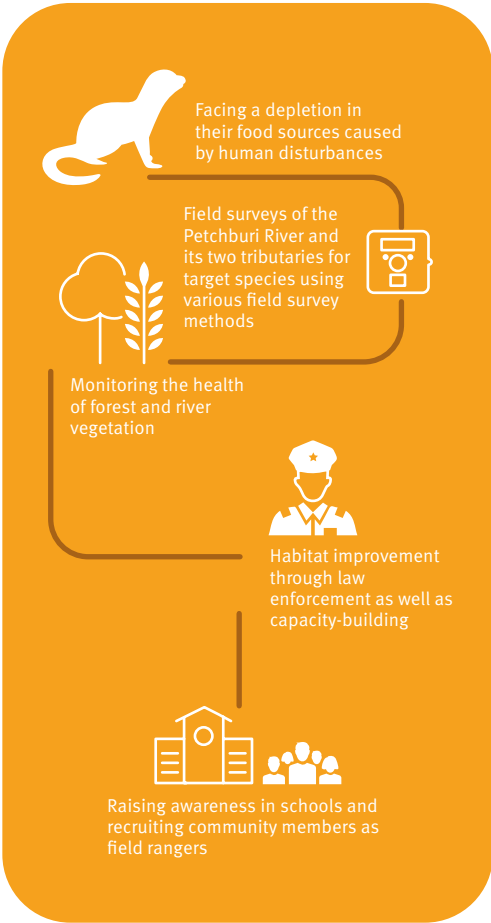 Facing a depletion in
their food sources caused
by human disturbances
Field surveys of the
Petchburi River and
its two tributaries for
target species using
various field survey
methods
Monitoring the health
of forest and river
vegetation
Habitat improvement
through law
enforcement as well as
capacity-building
Raising awareness in schools and
recruiting community members as
field rangers